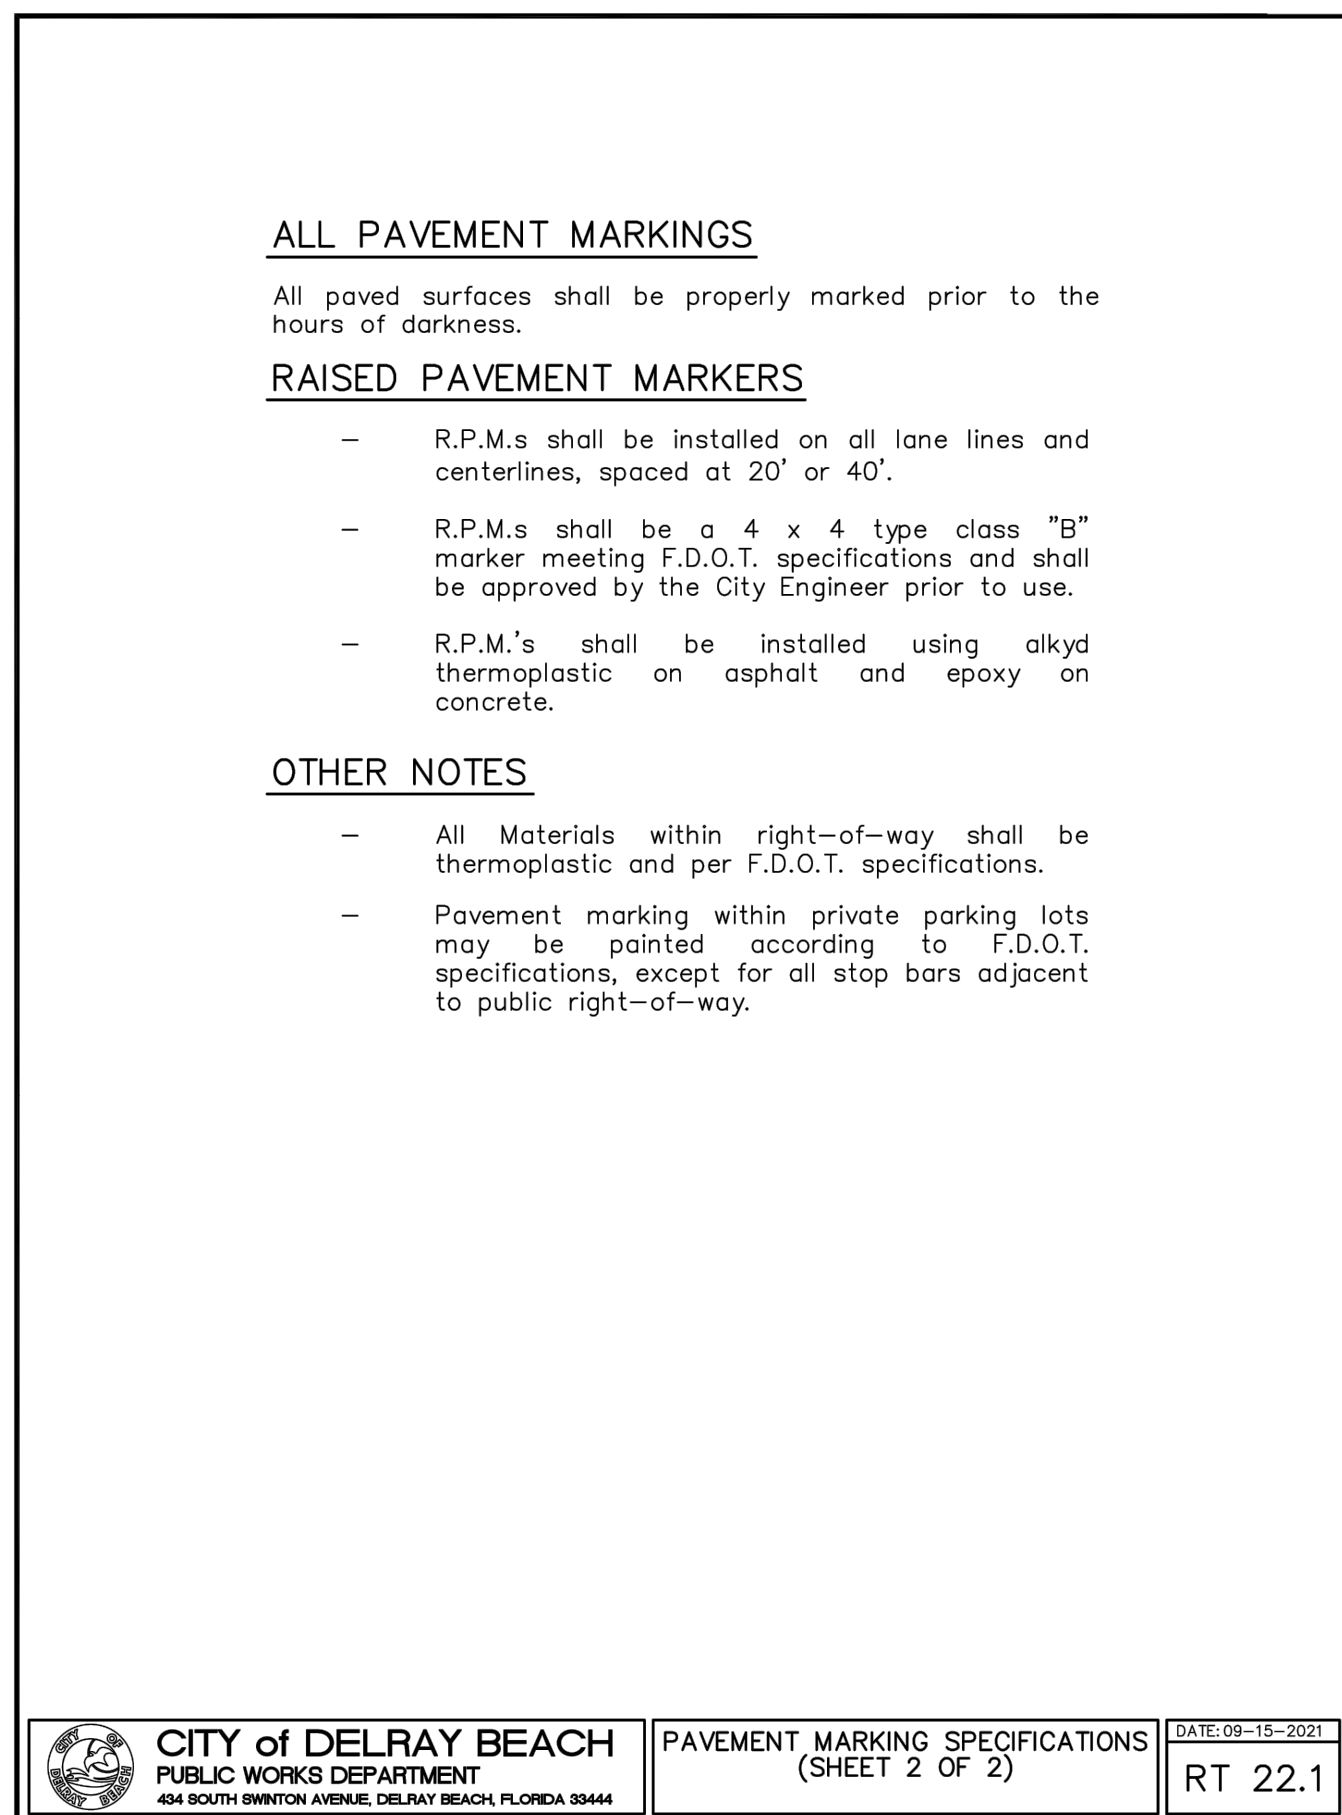 ALL PAVEMENT MARKINGS
All paved surfaces shall be properly marked prior to the
hours of darkness.
RAISED PAVEMENT MARKERS
– R.P.M.s shall be installed on all lane lines and
centerlines, spaced at 20' or 40'.
– R.P.M.s shall be a 4 x 4 type class "B"
marker meeting F.D.O.T. specifications and shall
be approved by the City Engineer prior to use.
– R.P.M.'s shall be installed using alkyd
thermoplastic on asphalt and epoxy on
concrete.
OTHER NOTES
– All Materials within right–of–way shall be
thermoplastic and per F.D.O.T. specifications.
– Pavement marking within private parking lots
may be painted according to F.D.O.T.
specifications, except for all stop bars adjacent
to public right–of–way.
CITY OF
DELRAY BEACH
CITY of DELRAY BEACH
PUBLIC WORKS DEPARTMENT
434 SOUTH SWINTON AVENUE, DELRAY BEACH, FLORIDA 33444
PAVEMENT MARKING SPECIFICATIONS
(SHEET 2 OF 2)
DATE: 09–15–2021
RT 22.1